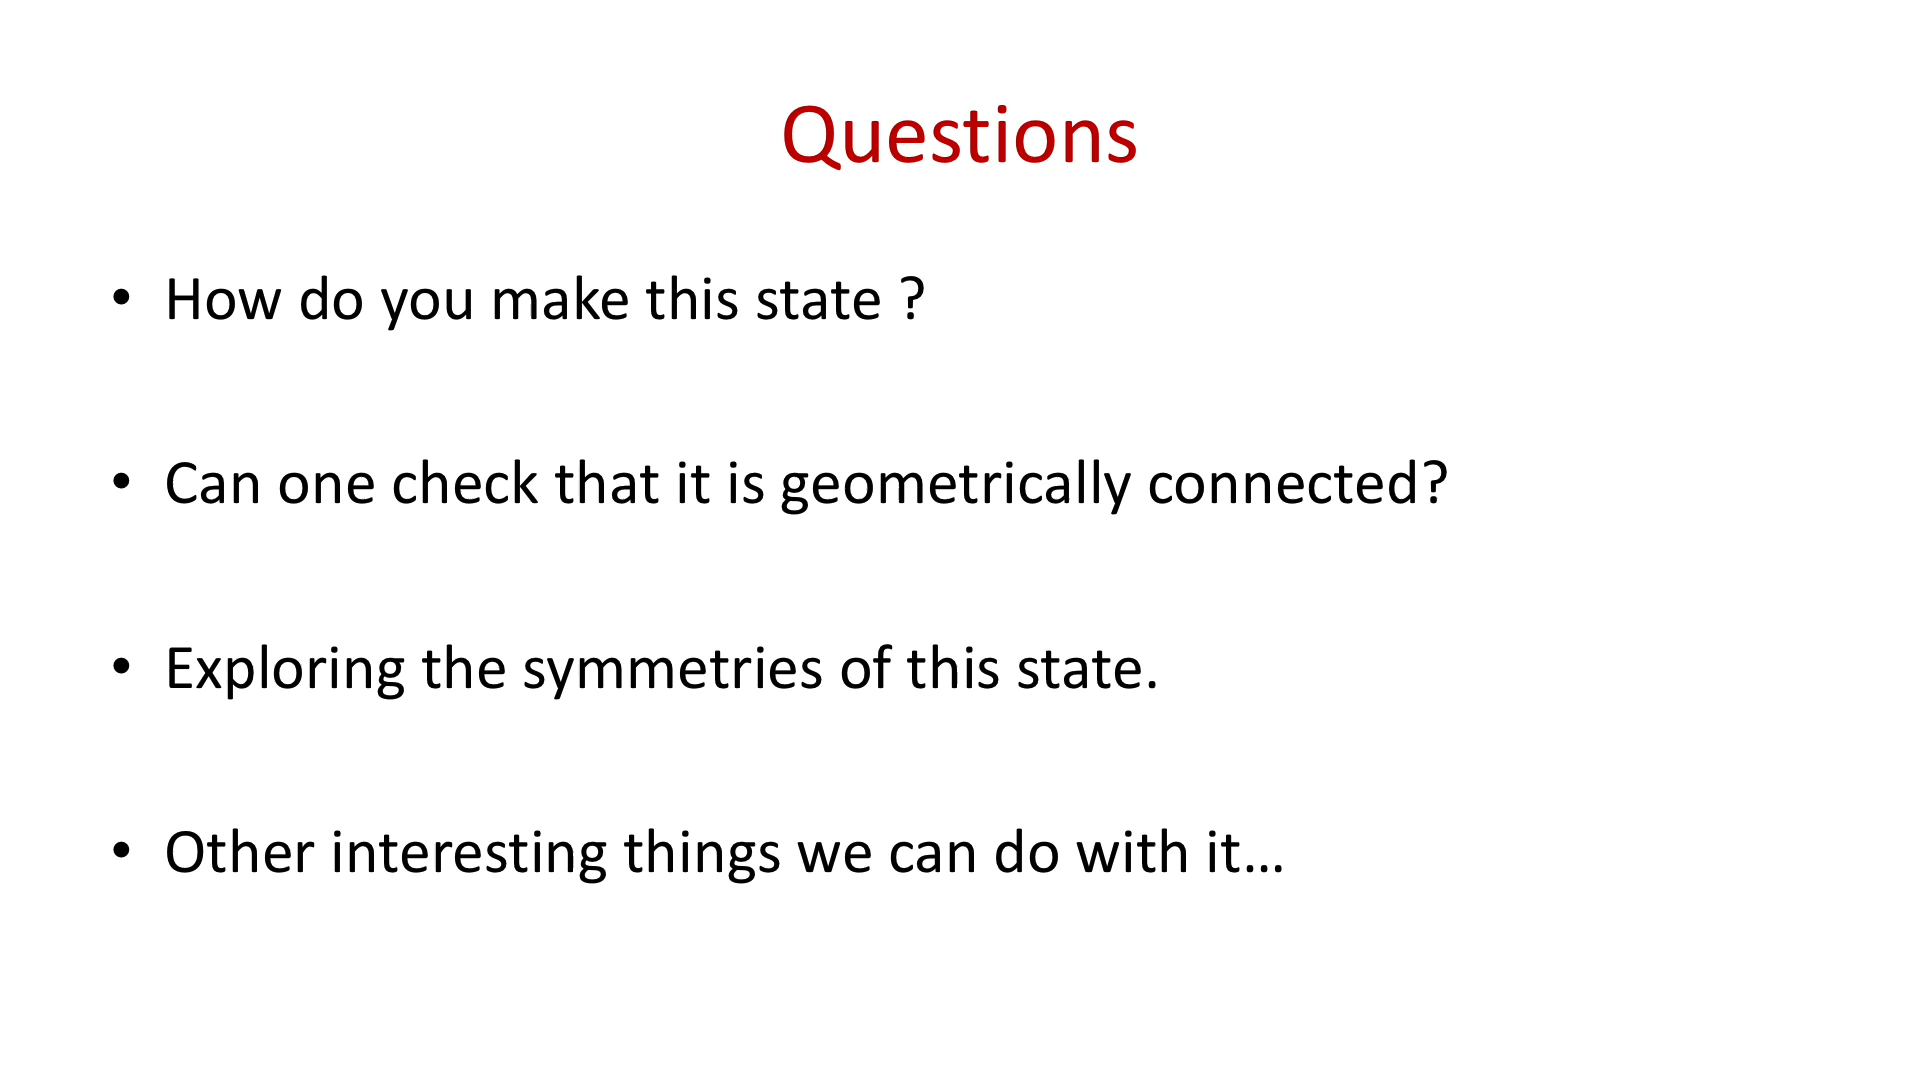 Questions
• How do you make this state ?
• Can one check that it is geometrically connected?
• Exploring the symmetries of this state.
• Other interesting things we can do with it…